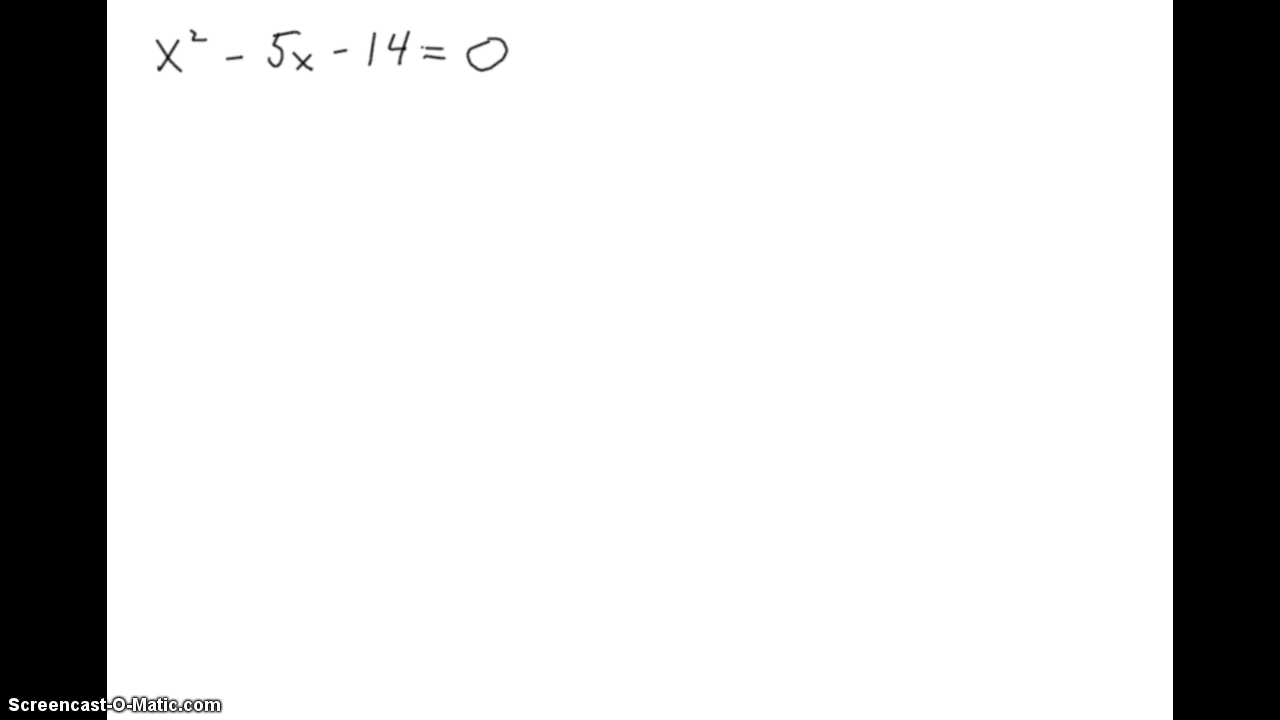 x² - 5x - 14 = 0
Screencast-O-Matic.com